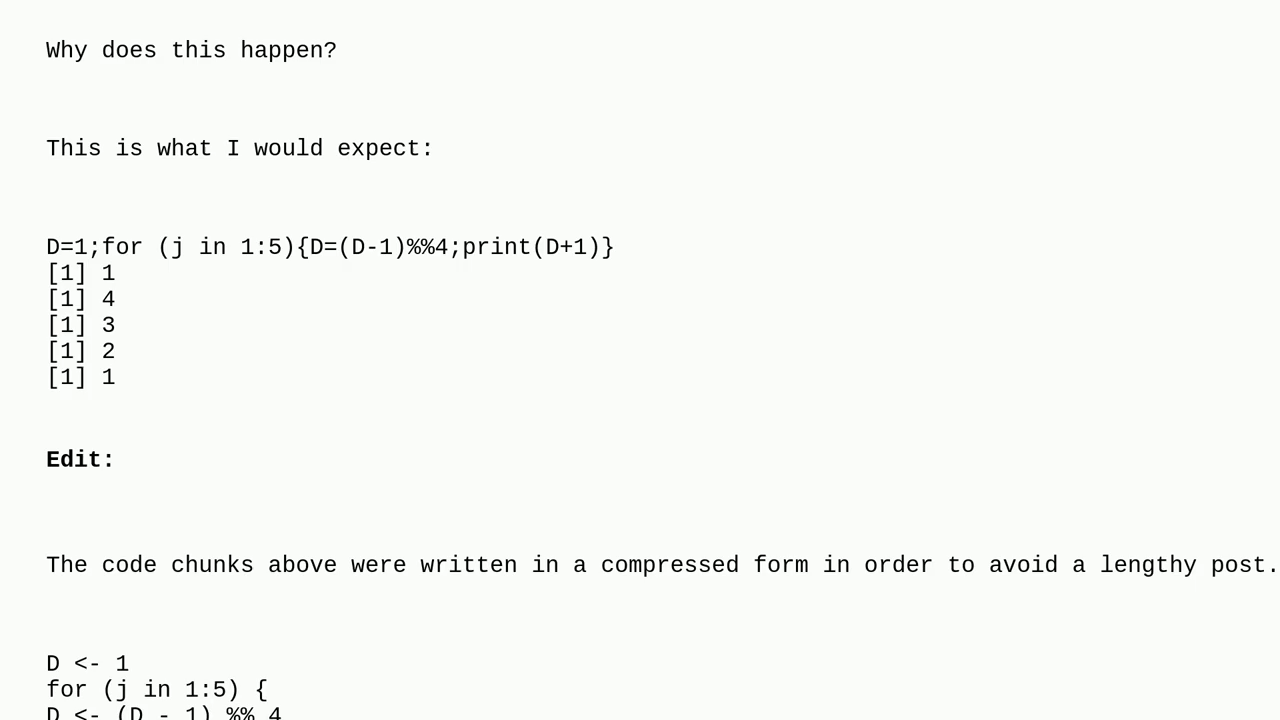 Why does this happen?
This is what I would expect:
D=1;for (j in 1:5){D=(D-1)%%4;print(D+1)}
[1] 1
[1] 4
[1] 3
[1] 2
[1] 1
Edit:
The code chunks above were written in a compressed form in order to avoid a lengthy post.
D <- 1
for (j in 1:5) {
D <- (D - 1) %% 4